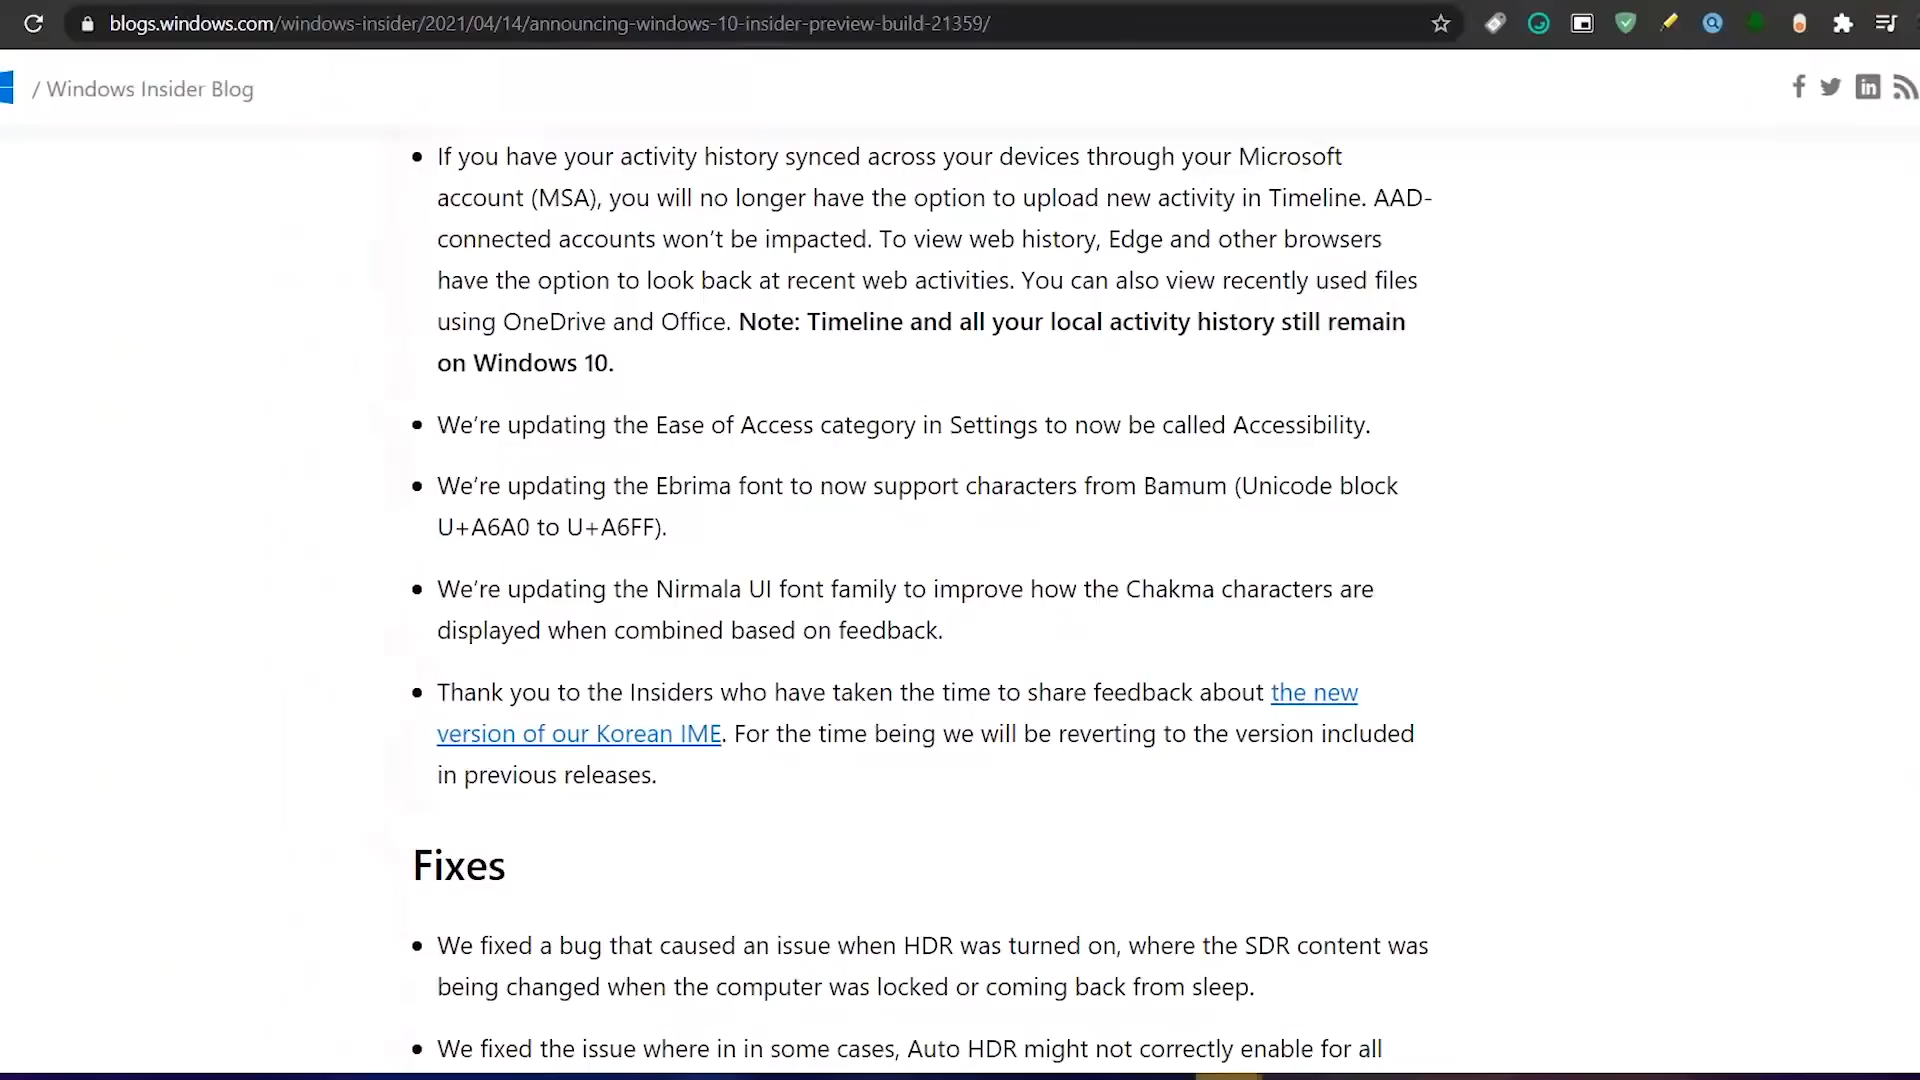 blogs.windows.com/windows-insider/2021/04/14/announcing-windows-10-insider-preview-build-21359/
/ Windows Insider Blog
• If you have your activity history synced across your devices through your Microsoft
account (MSA), you will no longer have the option to upload new activity in Timeline. AAD-
connected accounts won’t be impacted. To view web history, Edge and other browsers
have the option to look back at recent web activities. You can also view recently used files
using OneDrive and Office. Note: Timeline and all your local activity history still remain
on Windows 10.
• We’re updating the Ease of Access category in Settings to now be called Accessibility.
• We’re updating the Ebrima font to now support characters from Bamum (Unicode block
U+A6A0 to U+A6FF).
• We’re updating the Nirmala UI font family to improve how the Chakma characters are
displayed when combined based on feedback.
• Thank you to the Insiders who have taken the time to share feedback about the new
version of our Korean IME. For the time being we will be reverting to the version included
in previous releases.
Fixes
• We fixed a bug that caused an issue when HDR was turned on, where the SDR content was
being changed when the computer was locked or coming back from sleep.
• We fixed the issue where in in some cases, Auto HDR might not correctly enable for all